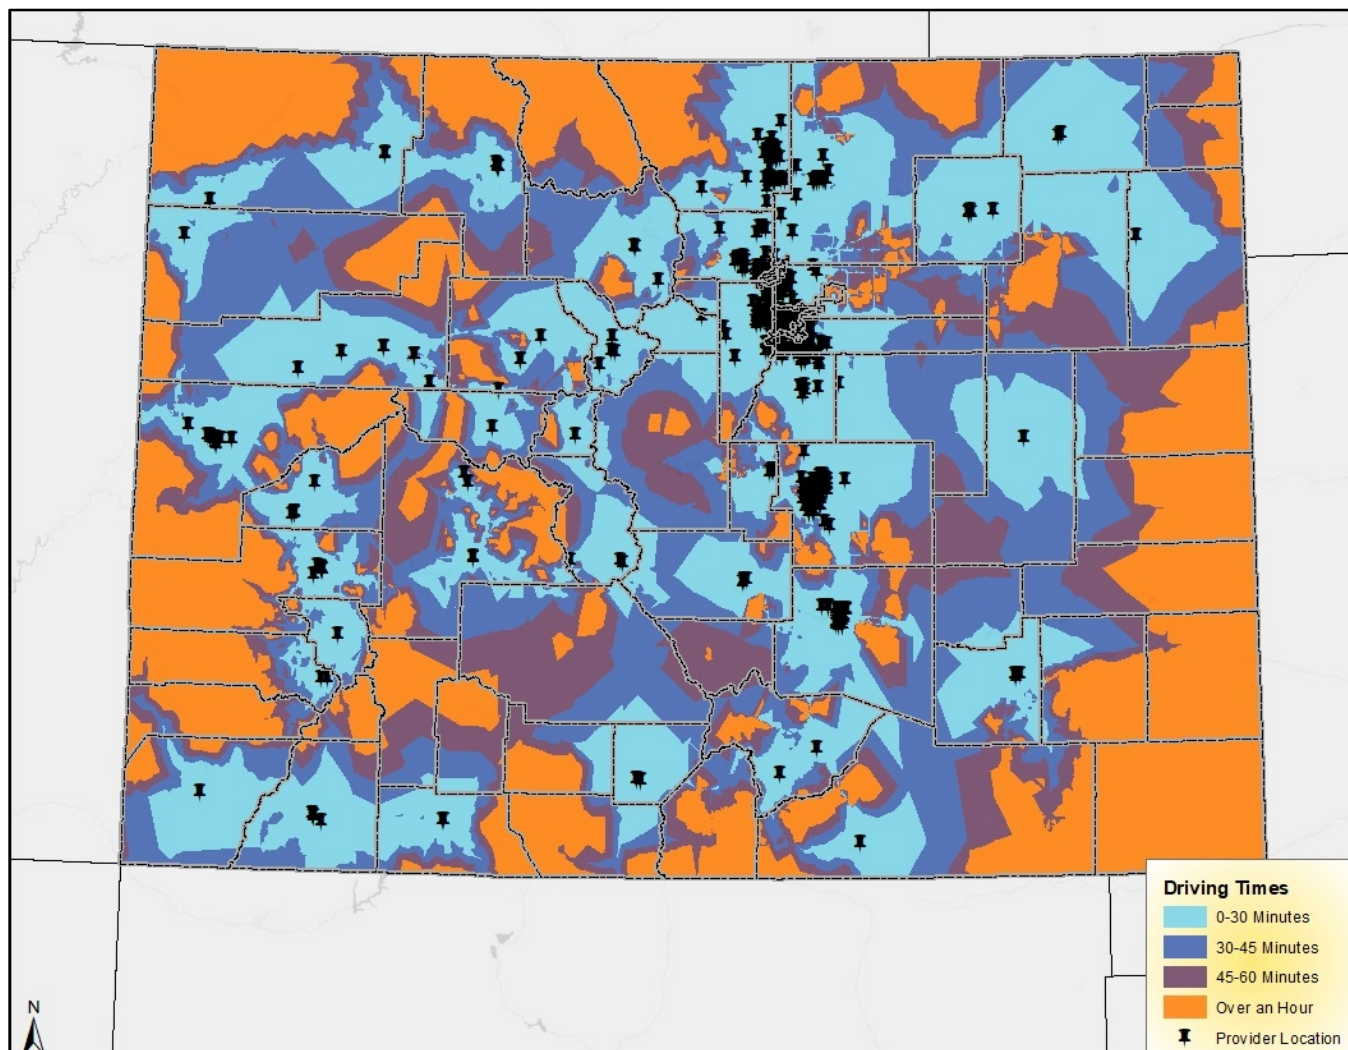 Driving Times
0-30 Minutes
30-45 Minutes
45-60 Minutes
Over an Hour
Provider Location
N